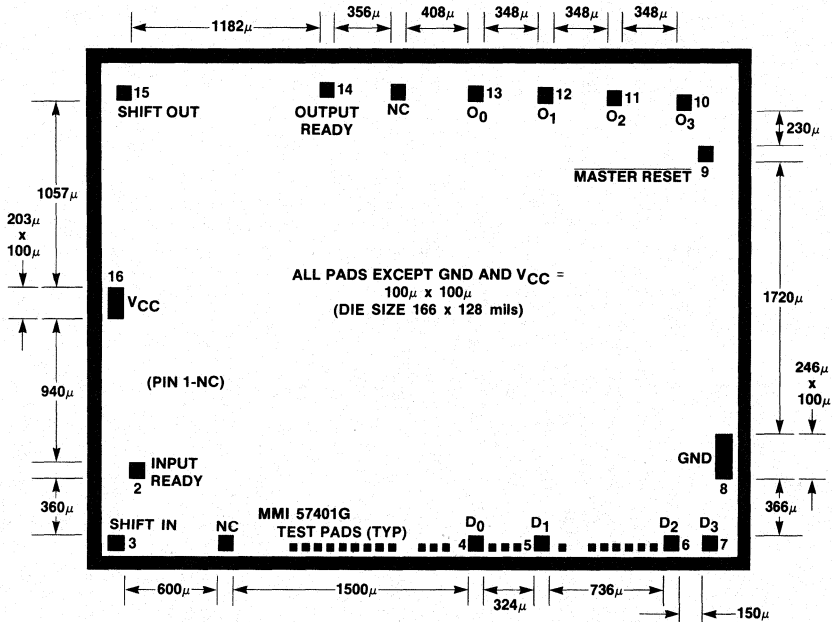 356μ 408μ 348μ 348μ 348μ
1182μ
15 14 13 12 11 10
SHIFT OUT OUTPUT READY NC O0 O1 O2 O3
230μ
MASTER RESET 9
1057μ
203μ
x
100μ
16
VCC
ALL PADS EXCEPT GND AND VCC =
100μ x 100μ
(DIE SIZE 166 x 128 mils)
1720μ
(PIN 1-NC)
940μ
246μ
x
100μ
GND
8
INPUT
READY
2
360μ
366μ
MMI 57401G
TEST PADS (TYP)
SHIFT IN NC D0 D1 D2 D3
3 4 5 6 7
600μ 1500μ 324μ 736μ 150μ